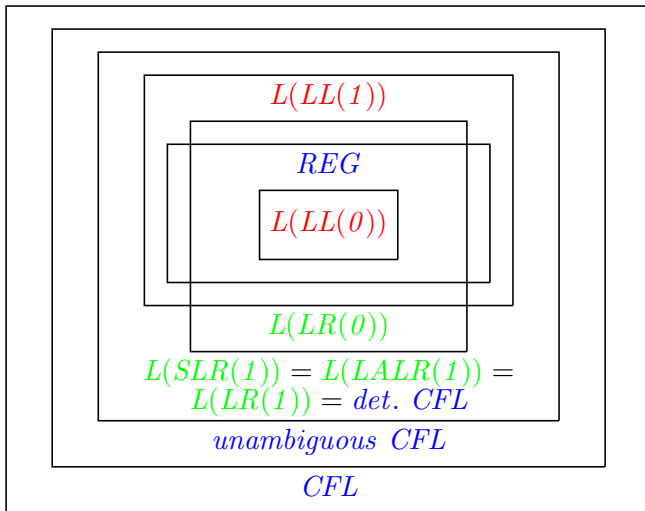 L(LL(1))
REG
L(LL(0))
L(LR(0))
L(SLR(1)) = L(LALR(1)) =
L(LR(1)) = det. CFL
unambiguous CFL
CFL